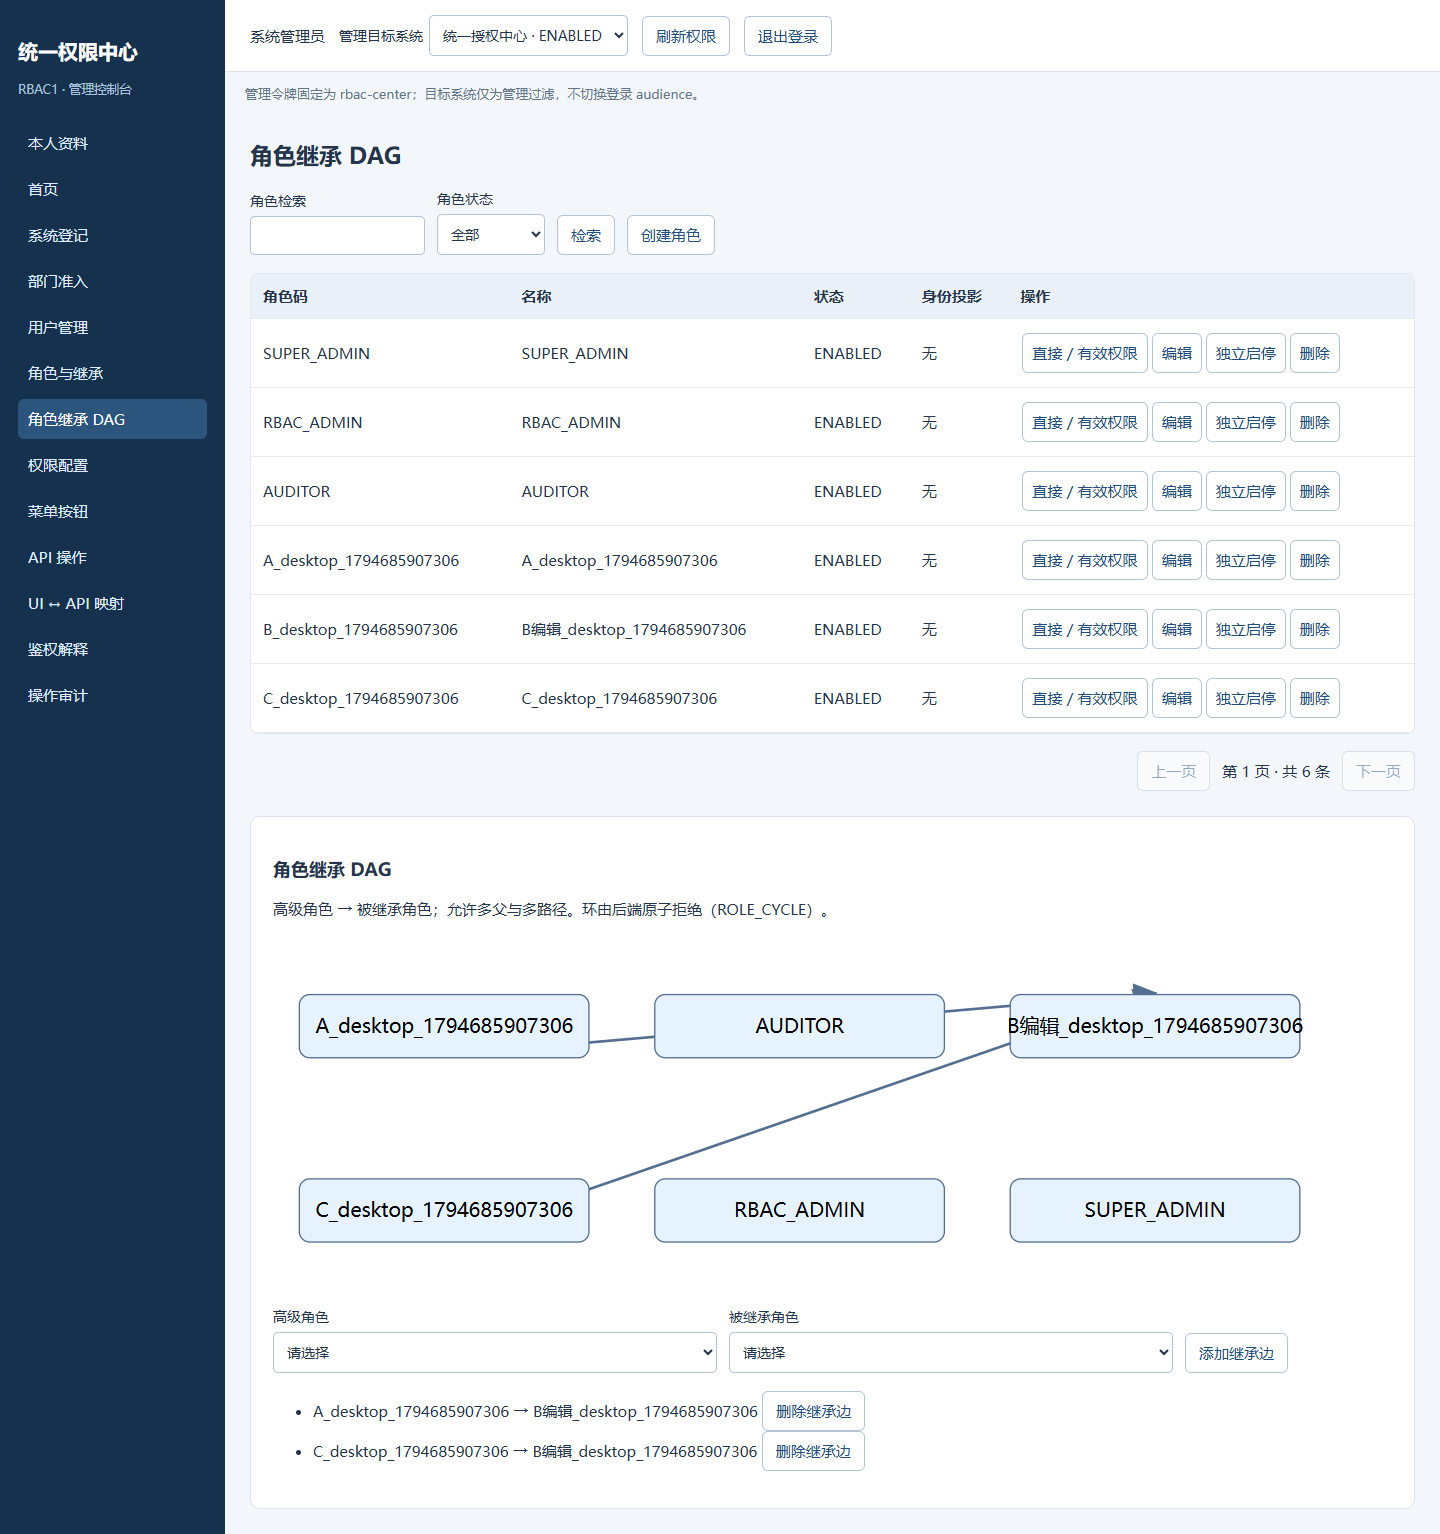 统一权限中心
RBAC1 · 管理控制台
本人资料
首页
系统登记
部门准入
用户管理
角色与继承
角色继承 DAG
权限配置
菜单按钮
API 操作
UI ↔ API 映射
鉴权解释
操作审计
系统管理员 管理目标系统 统一授权中心 · ENABLED 刷新权限 退出登录
管理令牌固定为 rbac-center；目标系统仅为管理过滤，不切换登录 audience。
角色继承 DAG
角色检索 角色状态
全部 检索 创建角色
角色码 名称 状态 身份投影 操作
SUPER_ADMIN SUPER_ADMIN ENABLED 无 直接 / 有效权限 编辑 独立启停 删除
RBAC_ADMIN RBAC_ADMIN ENABLED 无 直接 / 有效权限 编辑 独立启停 删除
AUDITOR AUDITOR ENABLED 无 直接 / 有效权限 编辑 独立启停 删除
A_desktop_1794685907306 A_desktop_1794685907306 ENABLED 无 直接 / 有效权限 编辑 独立启停 删除
B_desktop_1794685907306 B编辑_desktop_1794685907306 ENABLED 无 直接 / 有效权限 编辑 独立启停 删除
C_desktop_1794685907306 C_desktop_1794685907306 ENABLED 无 直接 / 有效权限 编辑 独立启停 删除
上一页 第 1 页 · 共 6 条 下一页
角色继承 DAG
高级角色 → 被继承角色；允许多父与多路径。环由后端原子拒绝（ROLE_CYCLE）。
A_desktop_1794685907306 AUDITOR B编辑_desktop_1794685907306
C_desktop_1794685907306 RBAC_ADMIN SUPER_ADMIN
高级角色 被继承角色
请选择 请选择 添加继承边
• A_desktop_1794685907306 → B编辑_desktop_1794685907306 删除继承边
• C_desktop_1794685907306 → B编辑_desktop_1794685907306 删除继承边